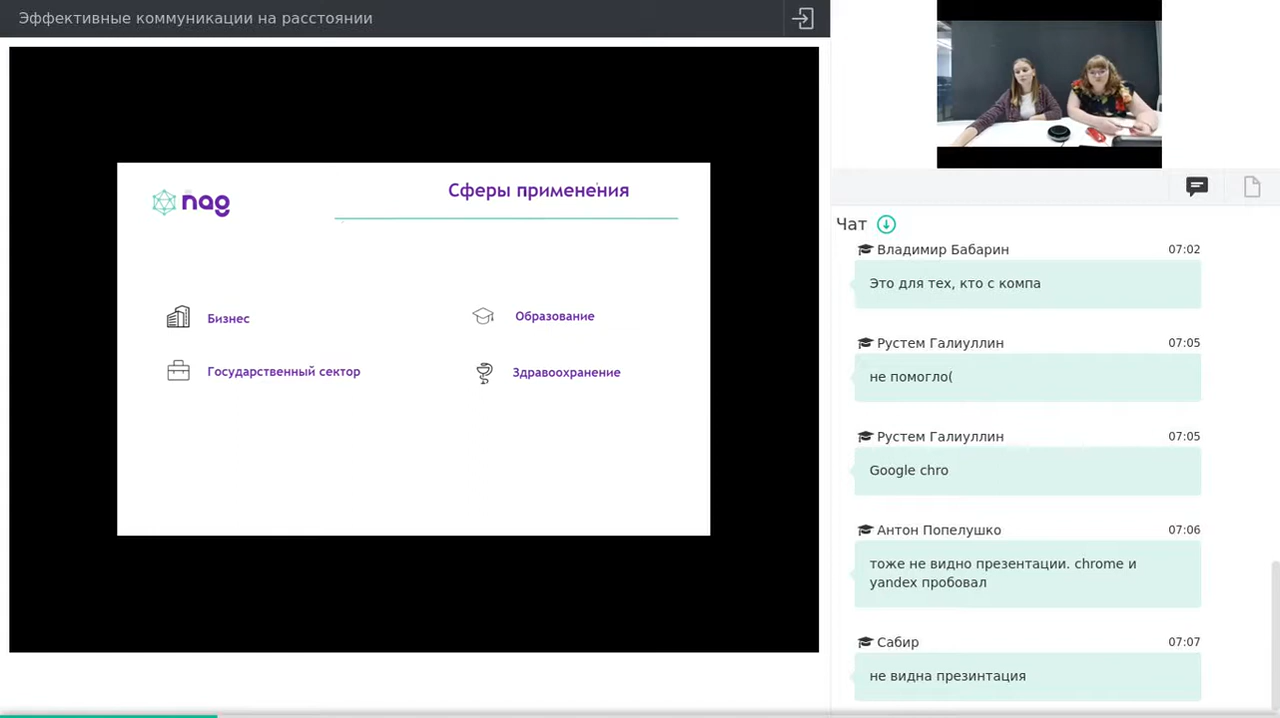 Эффективные коммуникации на расстоянии
nag
Сферы применения
Бизнес
Образование
Государственный сектор
Здравоохранение
Чат
Владимир Бабарин 07:02
Это для тех, кто с компа
Рустем Галиуллин 07:05
не помогло(
Рустем Галиуллин 07:05
Google chro
Антон Попелушко 07:06
тоже не видно презентации. chrome и
yandex пробовал
Сабир 07:07
не видна презинтация